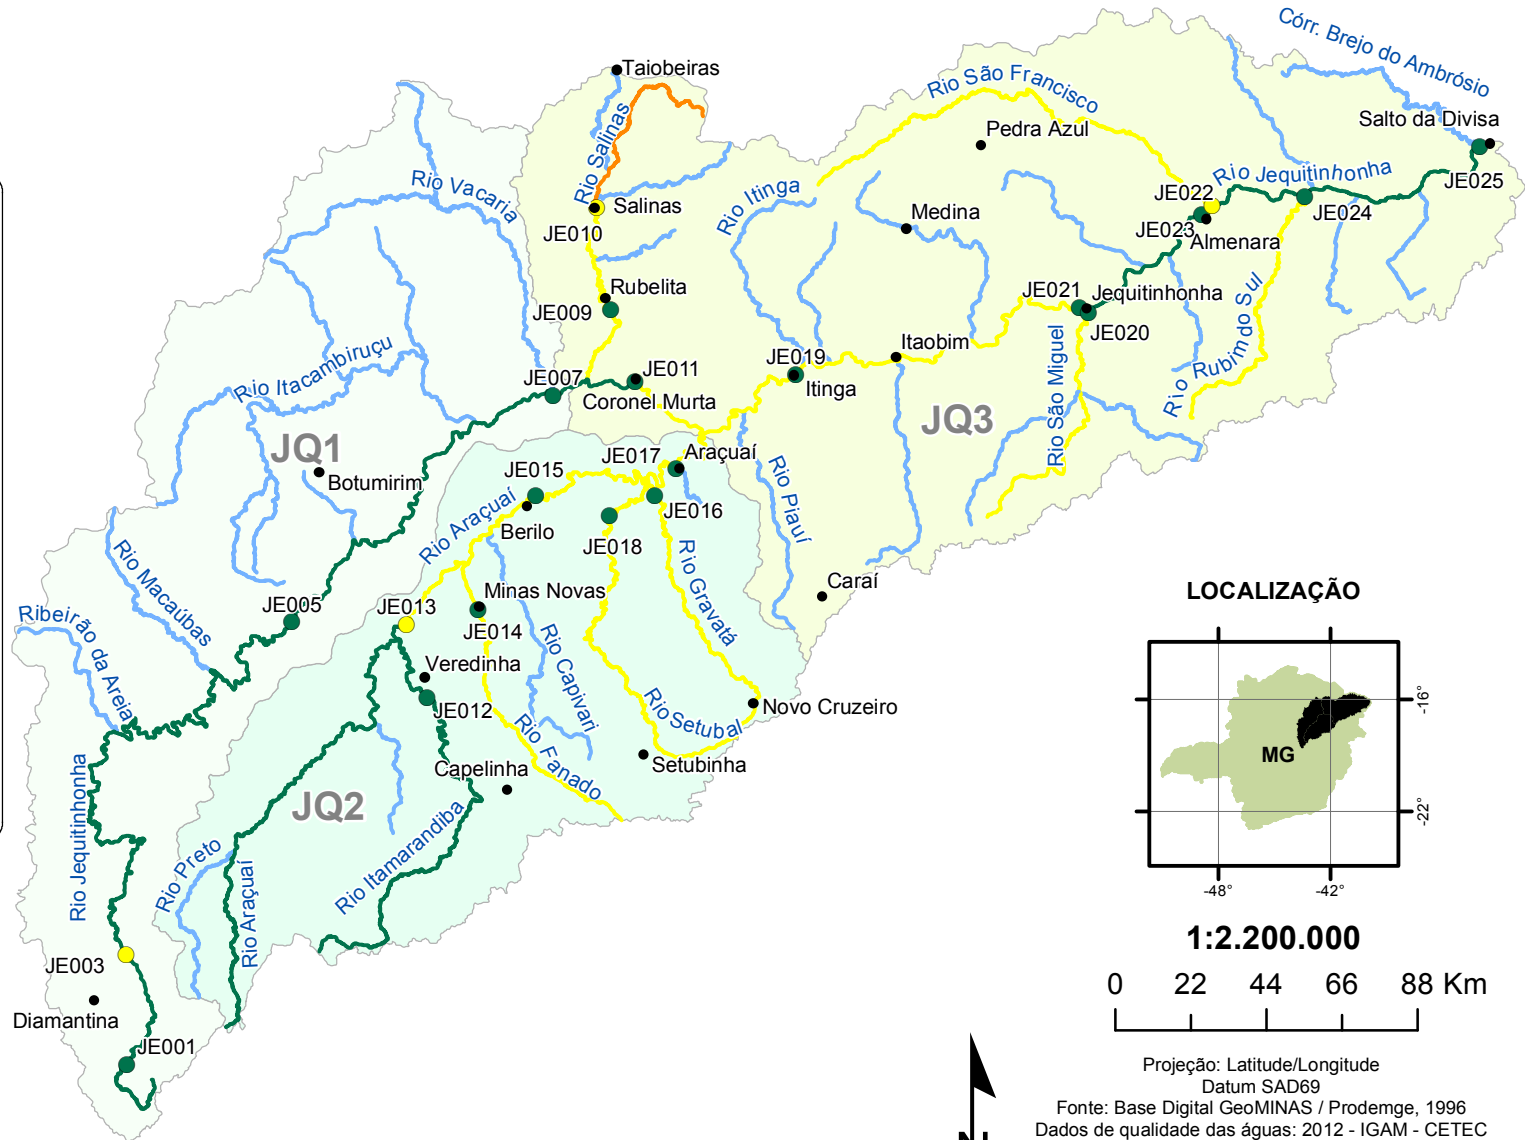 Córr. Brejo do Ambrósio
Taiobeiras
Rio São Francisco
Salto da Divisa
Pedra Azul
Rio Salinas
Rio Jequitinhonha
JE025
Rio Vacaria
Rio Itinga
JE022
JE024
Salinas
Medina
JE010
JE023
Almenara
Rubelita
JE009
JE021
Jequitinhonha
JE020
Rio Rubim do Sul
Itaobim
Rio São Miguel
Rio Itacambiruçu
JE019
Itinga
JE007
JE011
Coronel Murta
JQ3
JQ1
Botumirim
JE017
Araçuaí
JE015
JE016
Rio Piauí
Berilo
Rio Araçuaí
JE018
Rio Macaúbas
Rio Gravatá
Caraí
Minas Novas
JE014
JE005
JE013
Ribeirão da Areia
Rio Capivari
Veredinha
JE012
Novo Cruzeiro
Rio Setubal
Rio Fanado
Setubinha
Capelinha
Rio Jequitinhonha
JQ2
Rio Itamarandiba
Rio Preto
Rio Araçuaí
JE003
Diamantina
JE001
LOCALIZAÇÃO
-16°
MG
-22°
-48°
-42°
1:2.200.000
0 22 44 66 88 Km
Projeção: Latitude/Longitude
Datum SAD69
Fonte: Base Digital GeoMINAS / Prodemge, 1996
Dados de qualidade das águas: 2012 - IGAM - CETEC
N